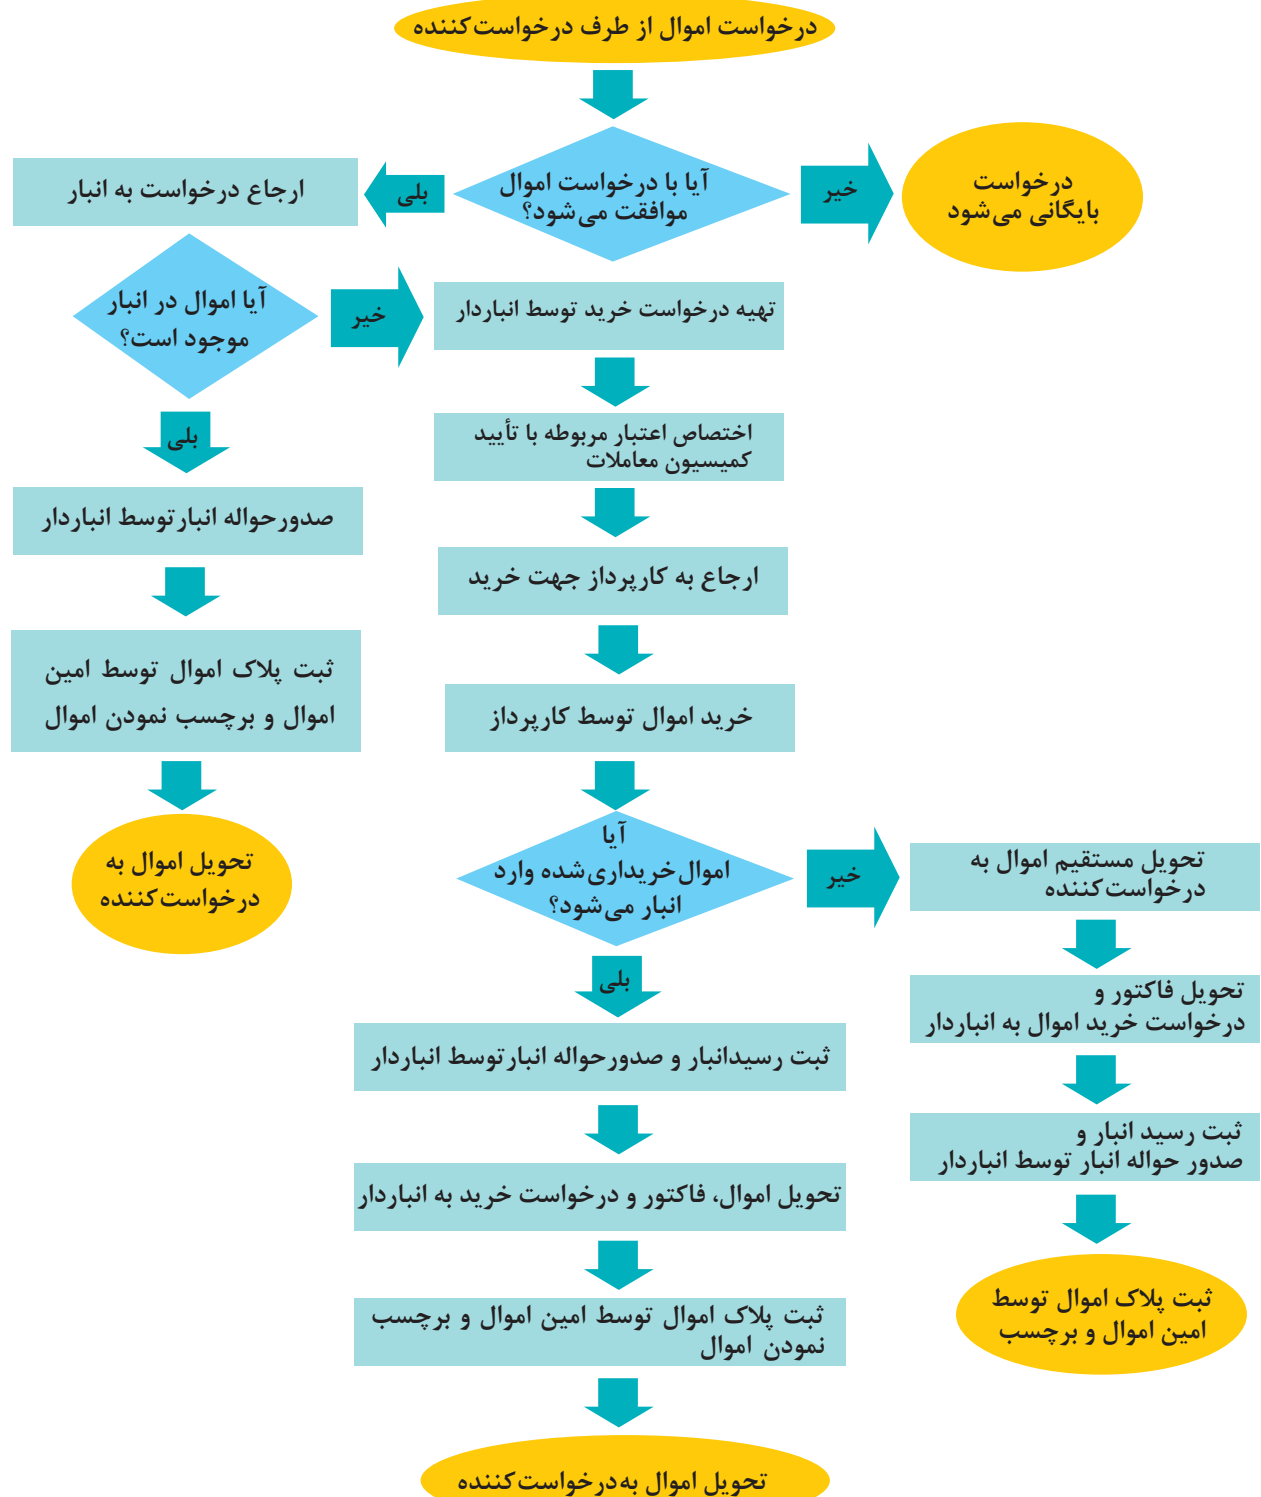 درخواست اموال از طرف درخواست‌کننده
آیا با درخواست اموال
موافقت می‌شود؟
خیر
درخواست
بایگانی می‌شود
بلی
ارجاع درخواست به انبار
آیا اموال در انبار
موجود است؟
خیر
تهیه درخواست خرید توسط انباردار
بلی
اختصاص اعتبار مربوطه با تأیید
کمیسیون معاملات
صدورحواله انبارتوسط انباردار
ارجاع به کارپرداز جهت خرید
ثبت پلاک اموال توسط امین
اموال و برچسب نمودن اموال
خرید اموال توسط کارپرداز
تحویل اموال به
درخواست‌کننده
آیا
اموال‌خریداری‌شده وارد
انبار می‌شود؟
خیر
تحویل مستقیم اموال به
درخواست‌کننده
بلی
تحویل فاکتور و
درخواست خرید اموال به انباردار
ثبت رسیدانبار و صدورحواله انبارتوسط انباردار
ثبت رسید انبار و
صدور حواله انبار توسط انباردار
تحویل اموال، فاکتور و درخواست خرید به انباردار
ثبت پلاک اموال توسط
امین اموال و برچسب
ثبت پلاک اموال توسط امین اموال و برچسب
نمودن اموال
تحویل اموال به‌درخواست‌کننده